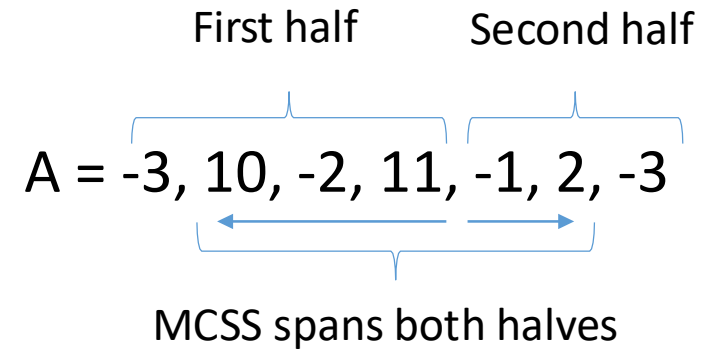 First half Second half
A = -3, 10, -2, 11, -1, 2, -3
MCSS spans both halves